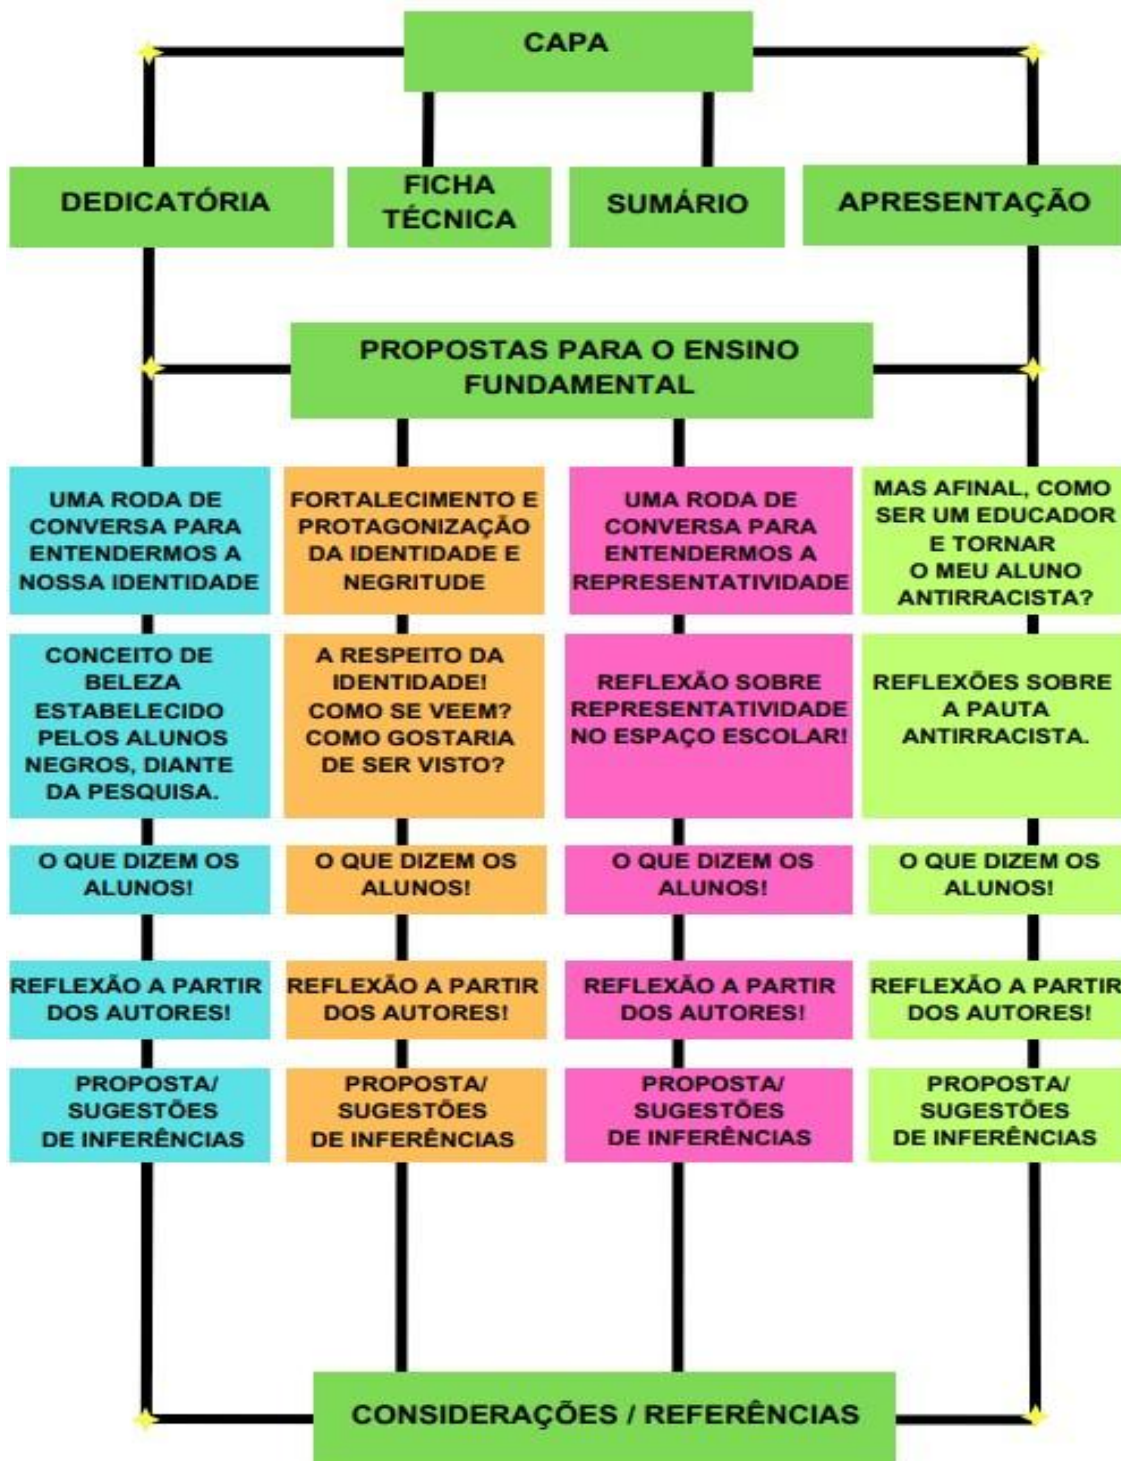 CAPA
DEDICATÓRIA
FICHA
TÉCNICA
SUMÁRIO
APRESENTAÇÃO
PROPOSTAS PARA O ENSINO
FUNDAMENTAL
UMA RODA DE
CONVERSA PARA
ENTENDERMOS A
NOSSA IDENTIDADE
FORTALECIMENTO E
PROTAGONIZAÇÃO
DA IDENTIDADE E
NEGRITUDE
UMA RODA DE
CONVERSA PARA
ENTENDERMOS A
REPRESENTATIVIDADE
MAS AFINAL, COMO
SER UM EDUCADOR
E TORNAR
O MEU ALUNO
ANTIRRACISTA?
CONCEITO DE
BELEZA
ESTABELECIDO
PELOS ALUNOS
NEGROS, DIANTE
DA PESQUISA.
A RESPEITO DA
IDENTIDADE!
COMO SE VEEM?
COMO GOSTARIA
DE SER VISTO?
REFLEXÃO SOBRE
REPRESENTATIVIDADE
NO ESPAÇO ESCOLAR!
REFLEXÕES SOBRE
A PAUTA
ANTIRRACISTA.
O QUE DIZEM OS
ALUNOS!
O QUE DIZEM OS
ALUNOS!
O QUE DIZEM OS
ALUNOS!
O QUE DIZEM OS
ALUNOS!
REFLEXÃO A PARTIR
DOS AUTORES!
REFLEXÃO A PARTIR
DOS AUTORES!
REFLEXÃO A PARTIR
DOS AUTORES!
REFLEXÃO A PARTIR
DOS AUTORES!
PROPOSTA/
SUGESTÕES
DE INFERÊNCIAS
PROPOSTA/
SUGESTÕES
DE INFERÊNCIAS
PROPOSTA/
SUGESTÕES
DE INFERÊNCIAS
PROPOSTA/
SUGESTÕES
DE INFERÊNCIAS
CONSIDERAÇÕES / REFERÊNCIAS